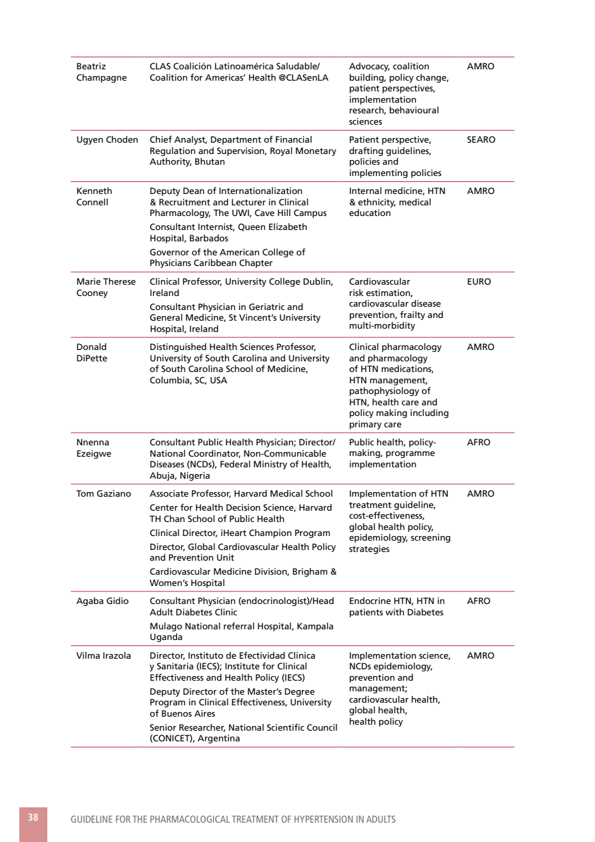 Beatriz
Champagne
CLAS Coalición Latinoamérica Saludable/
Coalition for Americas' Health @CLASenLA
Advocacy, coalition
building, policy change,
patient perspectives,
implementation
research, behavioural
sciences
AMRO
Ugyen Choden
Chief Analyst, Department of Financial
Regulation and Supervision, Royal Monetary
Authority, Bhutan
Patient perspective,
drafting guidelines,
policies and
implementing policies
SEARO
Kenneth
Connell
Deputy Dean of Internationalization
& Recruitment and Lecturer in Clinical
Pharmacology, The UWI, Cave Hill Campus
Consultant Internist, Queen Elizabeth
Hospital, Barbados
Governor of the American College of
Physicians Caribbean Chapter
Internal medicine, HTN
& ethnicity, medical
education
AMRO
Marie Therese
Cooney
Clinical Professor, University College Dublin,
Ireland
Consultant Physician in Geriatric and
General Medicine, St Vincent's University
Hospital, Ireland
Cardiovascular
risk estimation,
cardiovascular disease
prevention, frailty and
multi-morbidity
EURO
Donald
DiPette
Distinguished Health Sciences Professor,
University of South Carolina and University
of South Carolina School of Medicine,
Columbia, SC, USA
Clinical pharmacology
and pharmacology
of HTN medications,
HTN management,
pathophysiology of
HTN, health care and
policy making including
primary care
AMRO
Nnenna
Ezeigwe
Consultant Public Health Physician; Director/
National Coordinator, Non-Communicable
Diseases (NCDs), Federal Ministry of Health,
Abuja, Nigeria
Public health, policy-
making, programme
implementation
AFRO
Tom Gaziano
Associate Professor, Harvard Medical School
Center for Health Decision Science, Harvard
TH Chan School of Public Health
Clinical Director, iHeart Champion Program
Director, Global Cardiovascular Health Policy
and Prevention Unit
Cardiovascular Medicine Division, Brigham &
Women's Hospital
Implementation of HTN
treatment guideline,
cost-effectiveness,
global health policy,
epidemiology, screening
strategies
AMRO
Agaba Gidio
Consultant Physician (endocrinologist)/Head
Adult Diabetes Clinic
Mulago National referral Hospital, Kampala
Uganda
Endocrine HTN, HTN in
patients with Diabetes
AFRO
Vilma Irazola
Director, Instituto de Efectividad Clinica
y Sanitaria (IECS); Institute for Clinical
Effectiveness and Health Policy (IECS)
Deputy Director of the Master's Degree
Program in Clinical Effectiveness, University
of Buenos Aires
Senior Researcher, National Scientific Council
(CONICET), Argentina
Implementation science,
NCDs epidemiology,
prevention and
management;
cardiovascular health,
global health,
health policy
AMRO
38
GUIDELINE FOR THE PHARMACOLOGICAL TREATMENT OF HYPERTENSION IN ADULTS